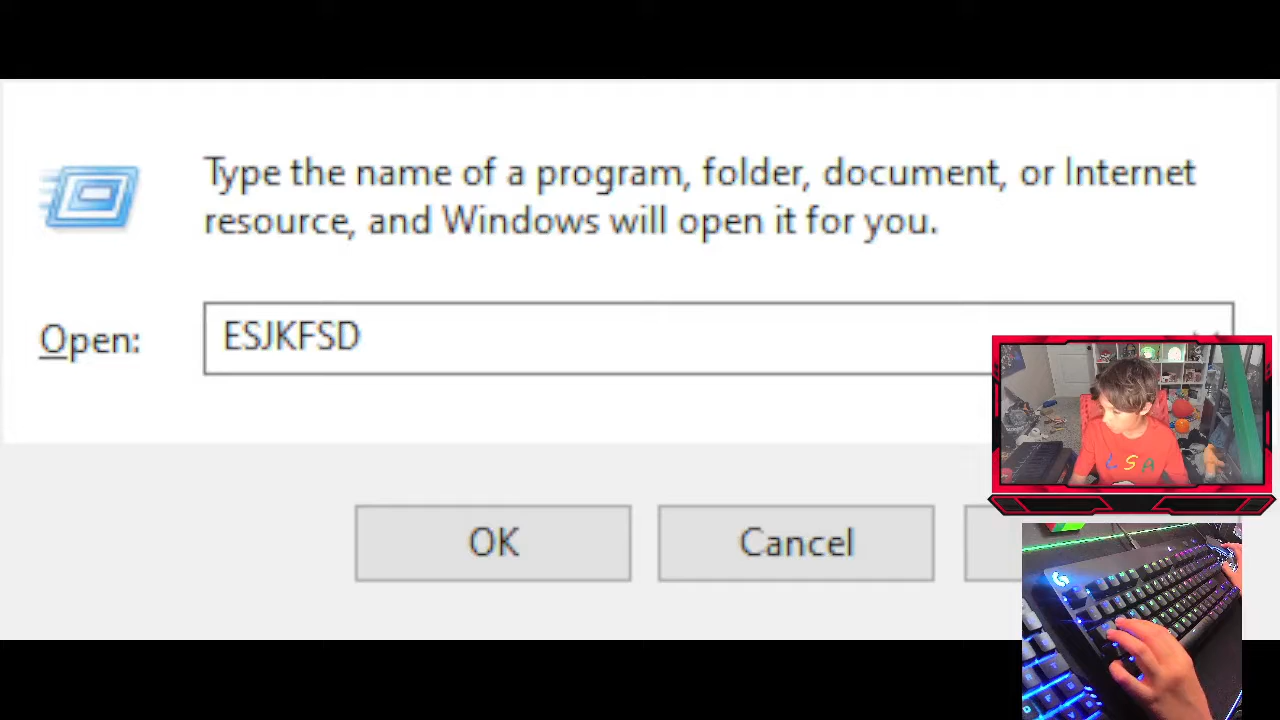 Type the name of a program, folder, document, or Internet
resource, and Windows will open it for you.
Open: ESJKFSD
OK Cancel
LSA